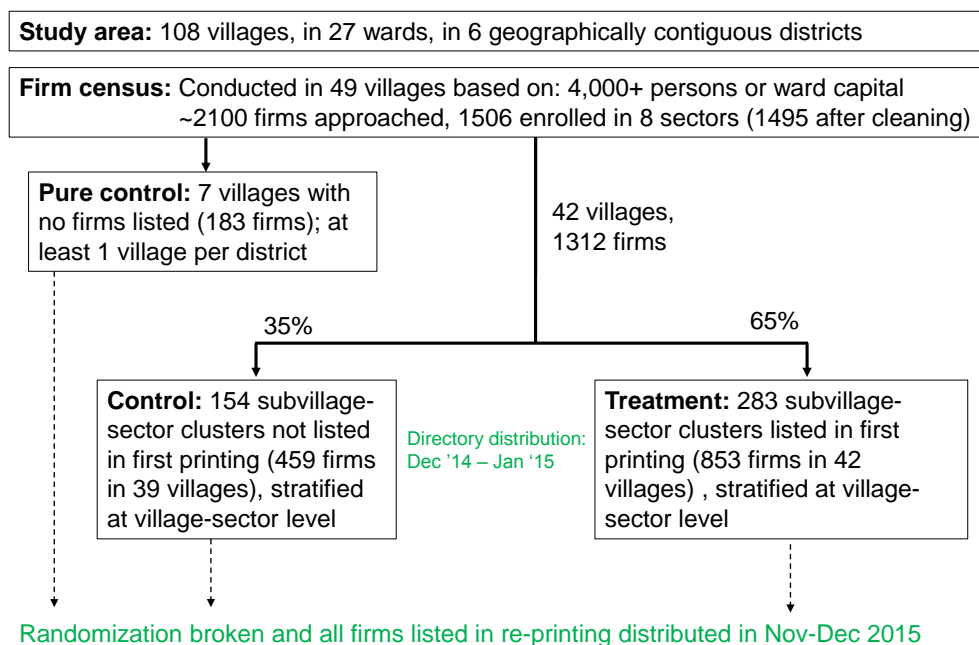 Study area: 108 villages, in 27 wards, in 6 geographically contiguous districts
Firm census: Conducted in 49 villages based on: 4,000+ persons or ward capital
~2100 firms approached, 1506 enrolled in 8 sectors (1495 after cleaning)
Pure control: 7 villages with
no firms listed (183 firms); at
least 1 village per district
42 villages,
1312 firms
35%
65%
Control: 154 subvillage-
sector clusters not listed
in first printing (459 firms
in 39 villages), stratified
at village-sector level
Directory distribution:
Dec '14 – Jan '15
Treatment: 283 subvillage-
sector clusters listed in first
printing (853 firms in 42
villages) , stratified at village-
sector level
Randomization broken and all firms listed in re-printing distributed in Nov-Dec 2015